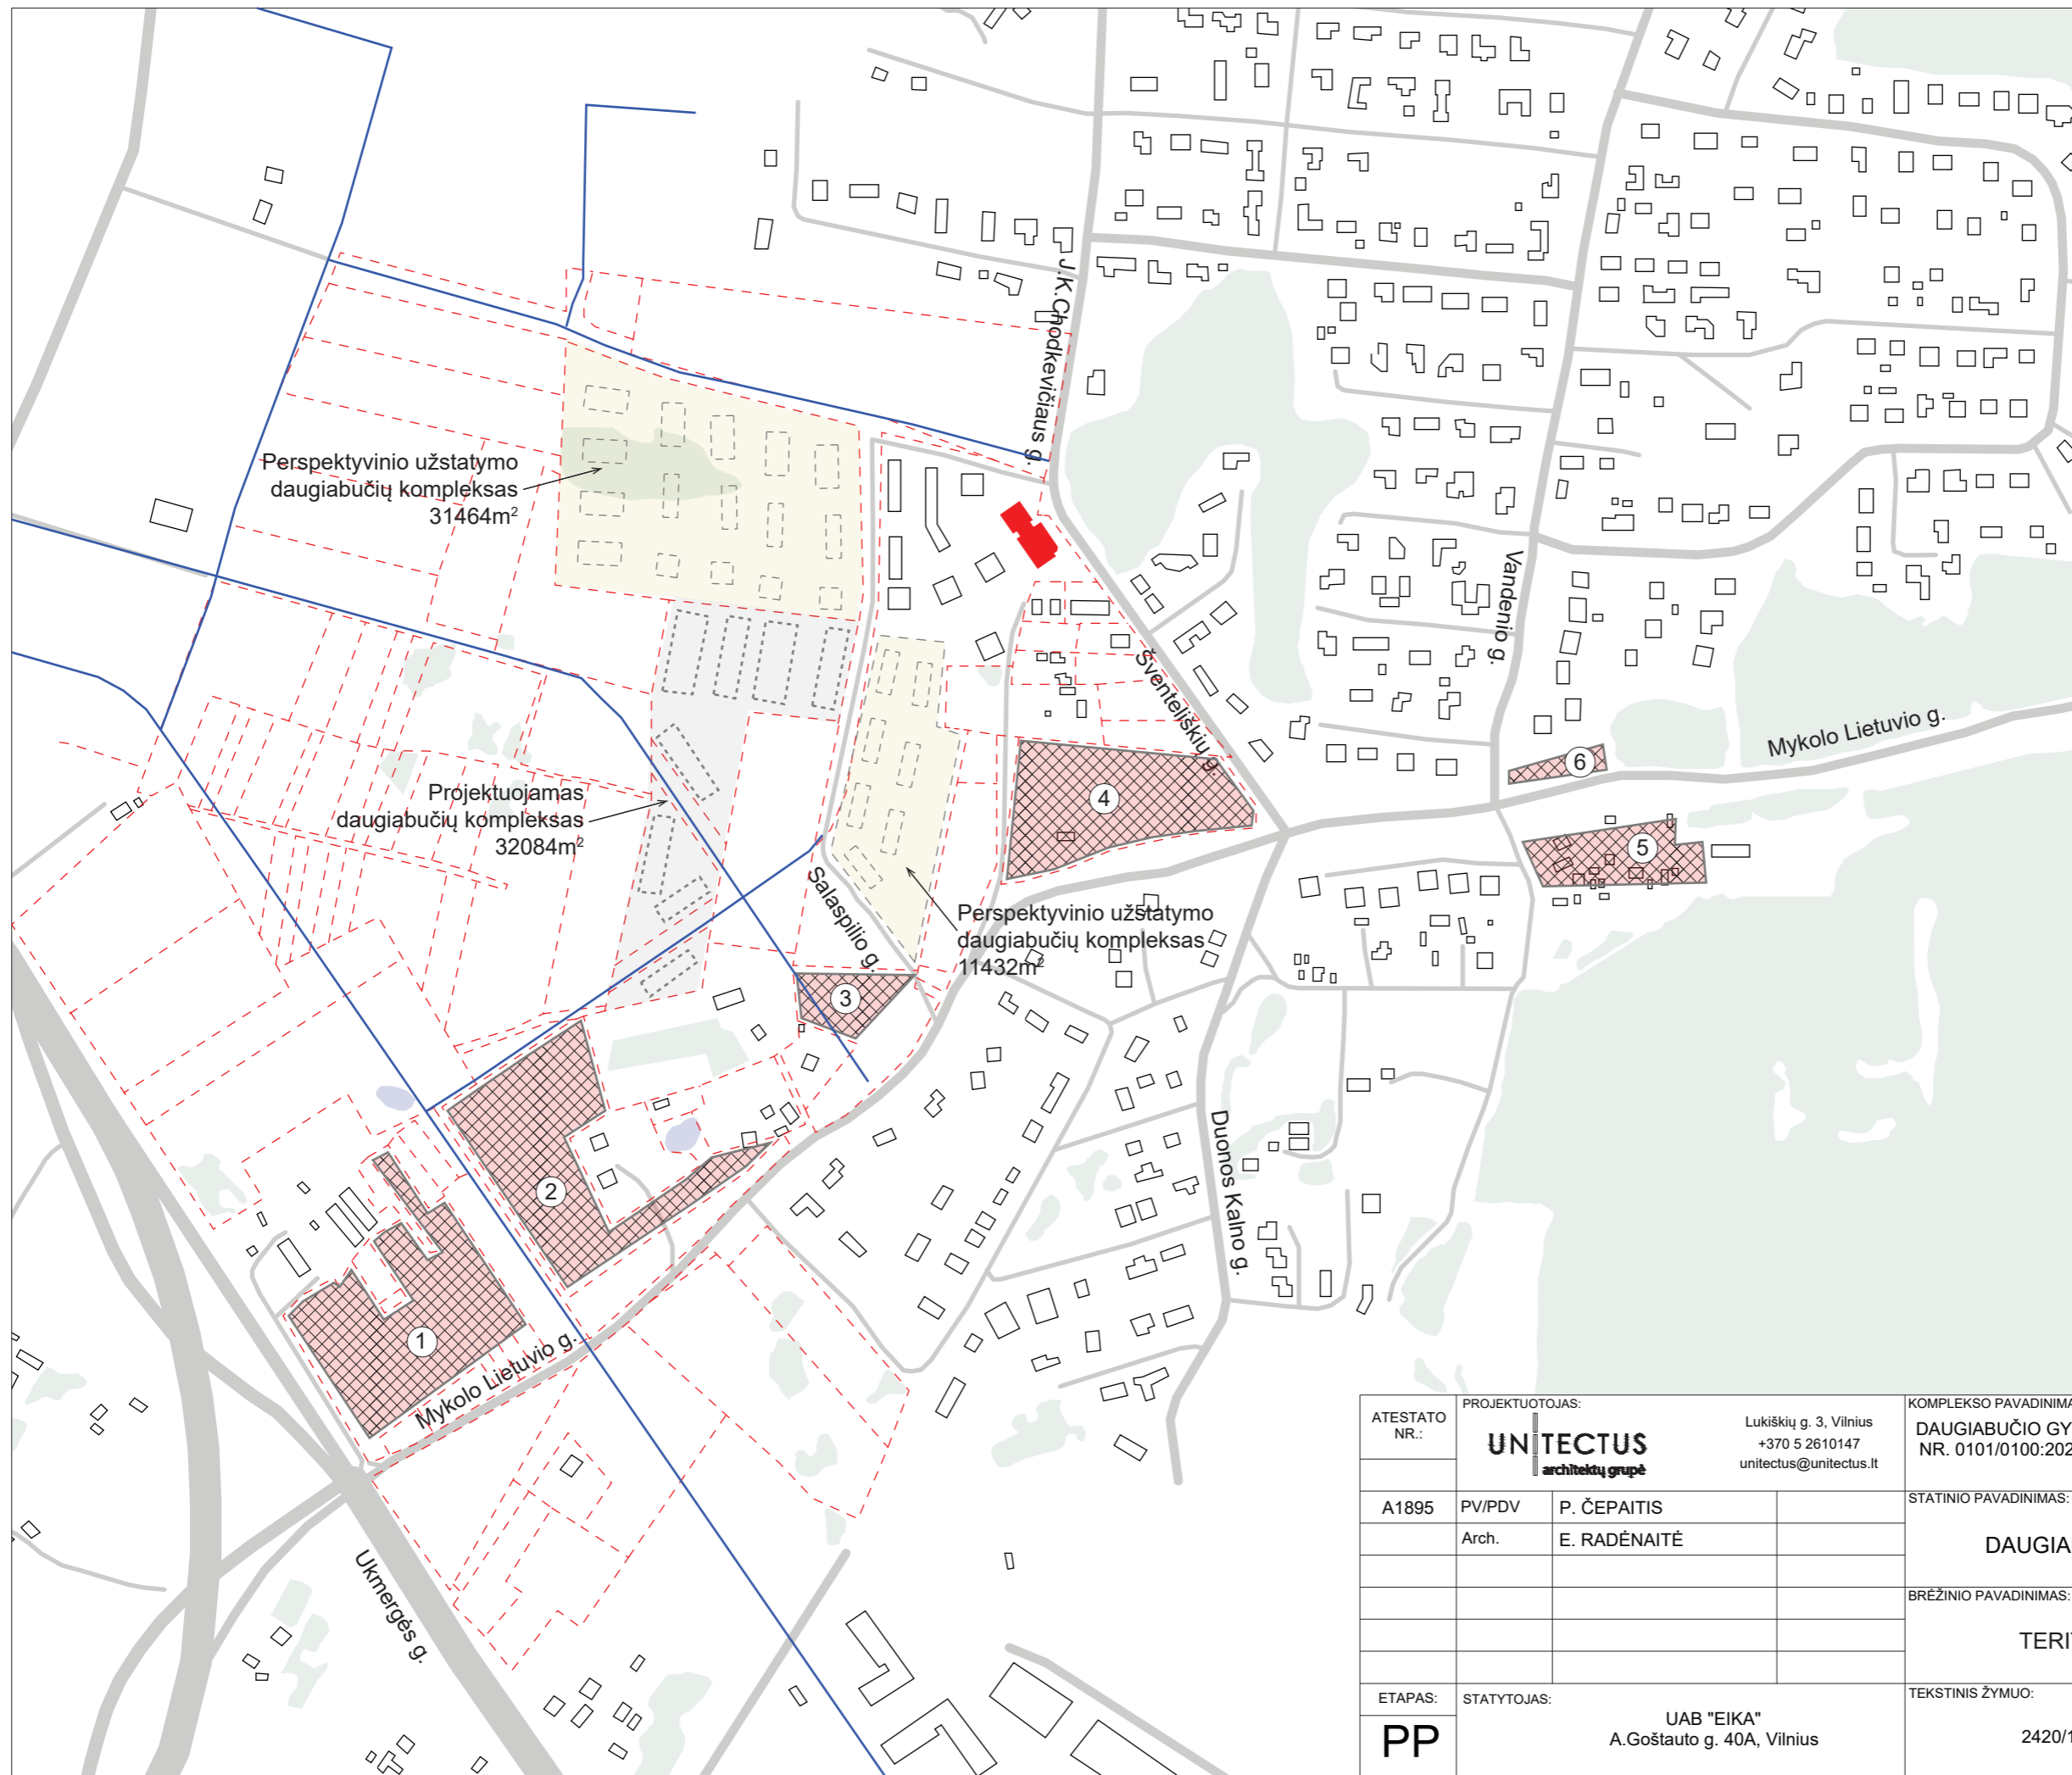 J.K.Chodkevičiaus g.
Perspektyvinio užstatymo
daugiabučių kompleksas
31464m²
Vandenio g.
Šventeliškių g.
Mykolo Lietuvio g.
6
Projektuojamas
daugiabučių kompleksas
32084m²
4
5
Salaspilio g.
Perspektyvinio užstatymo
daugiabučių kompleksas
11432m²
3
Duonos Kalno g.
2
1
Mykolo Lietuvio g.
Ukmergės g.
ATESTATO
NR.:
PROJEKTUOTOJAS:
UNITECTUS
architektų grupė
Lukiškių g. 3, Vilnius
+370 5 2610147
unitectus@unitectus.lt
KOMPLEKSO PAVADINIMA
DAUGIABUČIO GY
NR. 0101/0100:202
A1895 PV/PDV P. ČEPAITIS
Arch. E. RADĖNAITĖ
STATINIO PAVADINIMAS:
DAUGIA
BRĖŽINIO PAVADINIMAS:
TERI
ETAPAS:
PP
STATYTOJAS:
UAB "EIKA"
A.Goštauto g. 40A, Vilnius
TEKSTINIS ŽYMUO:
2420/1